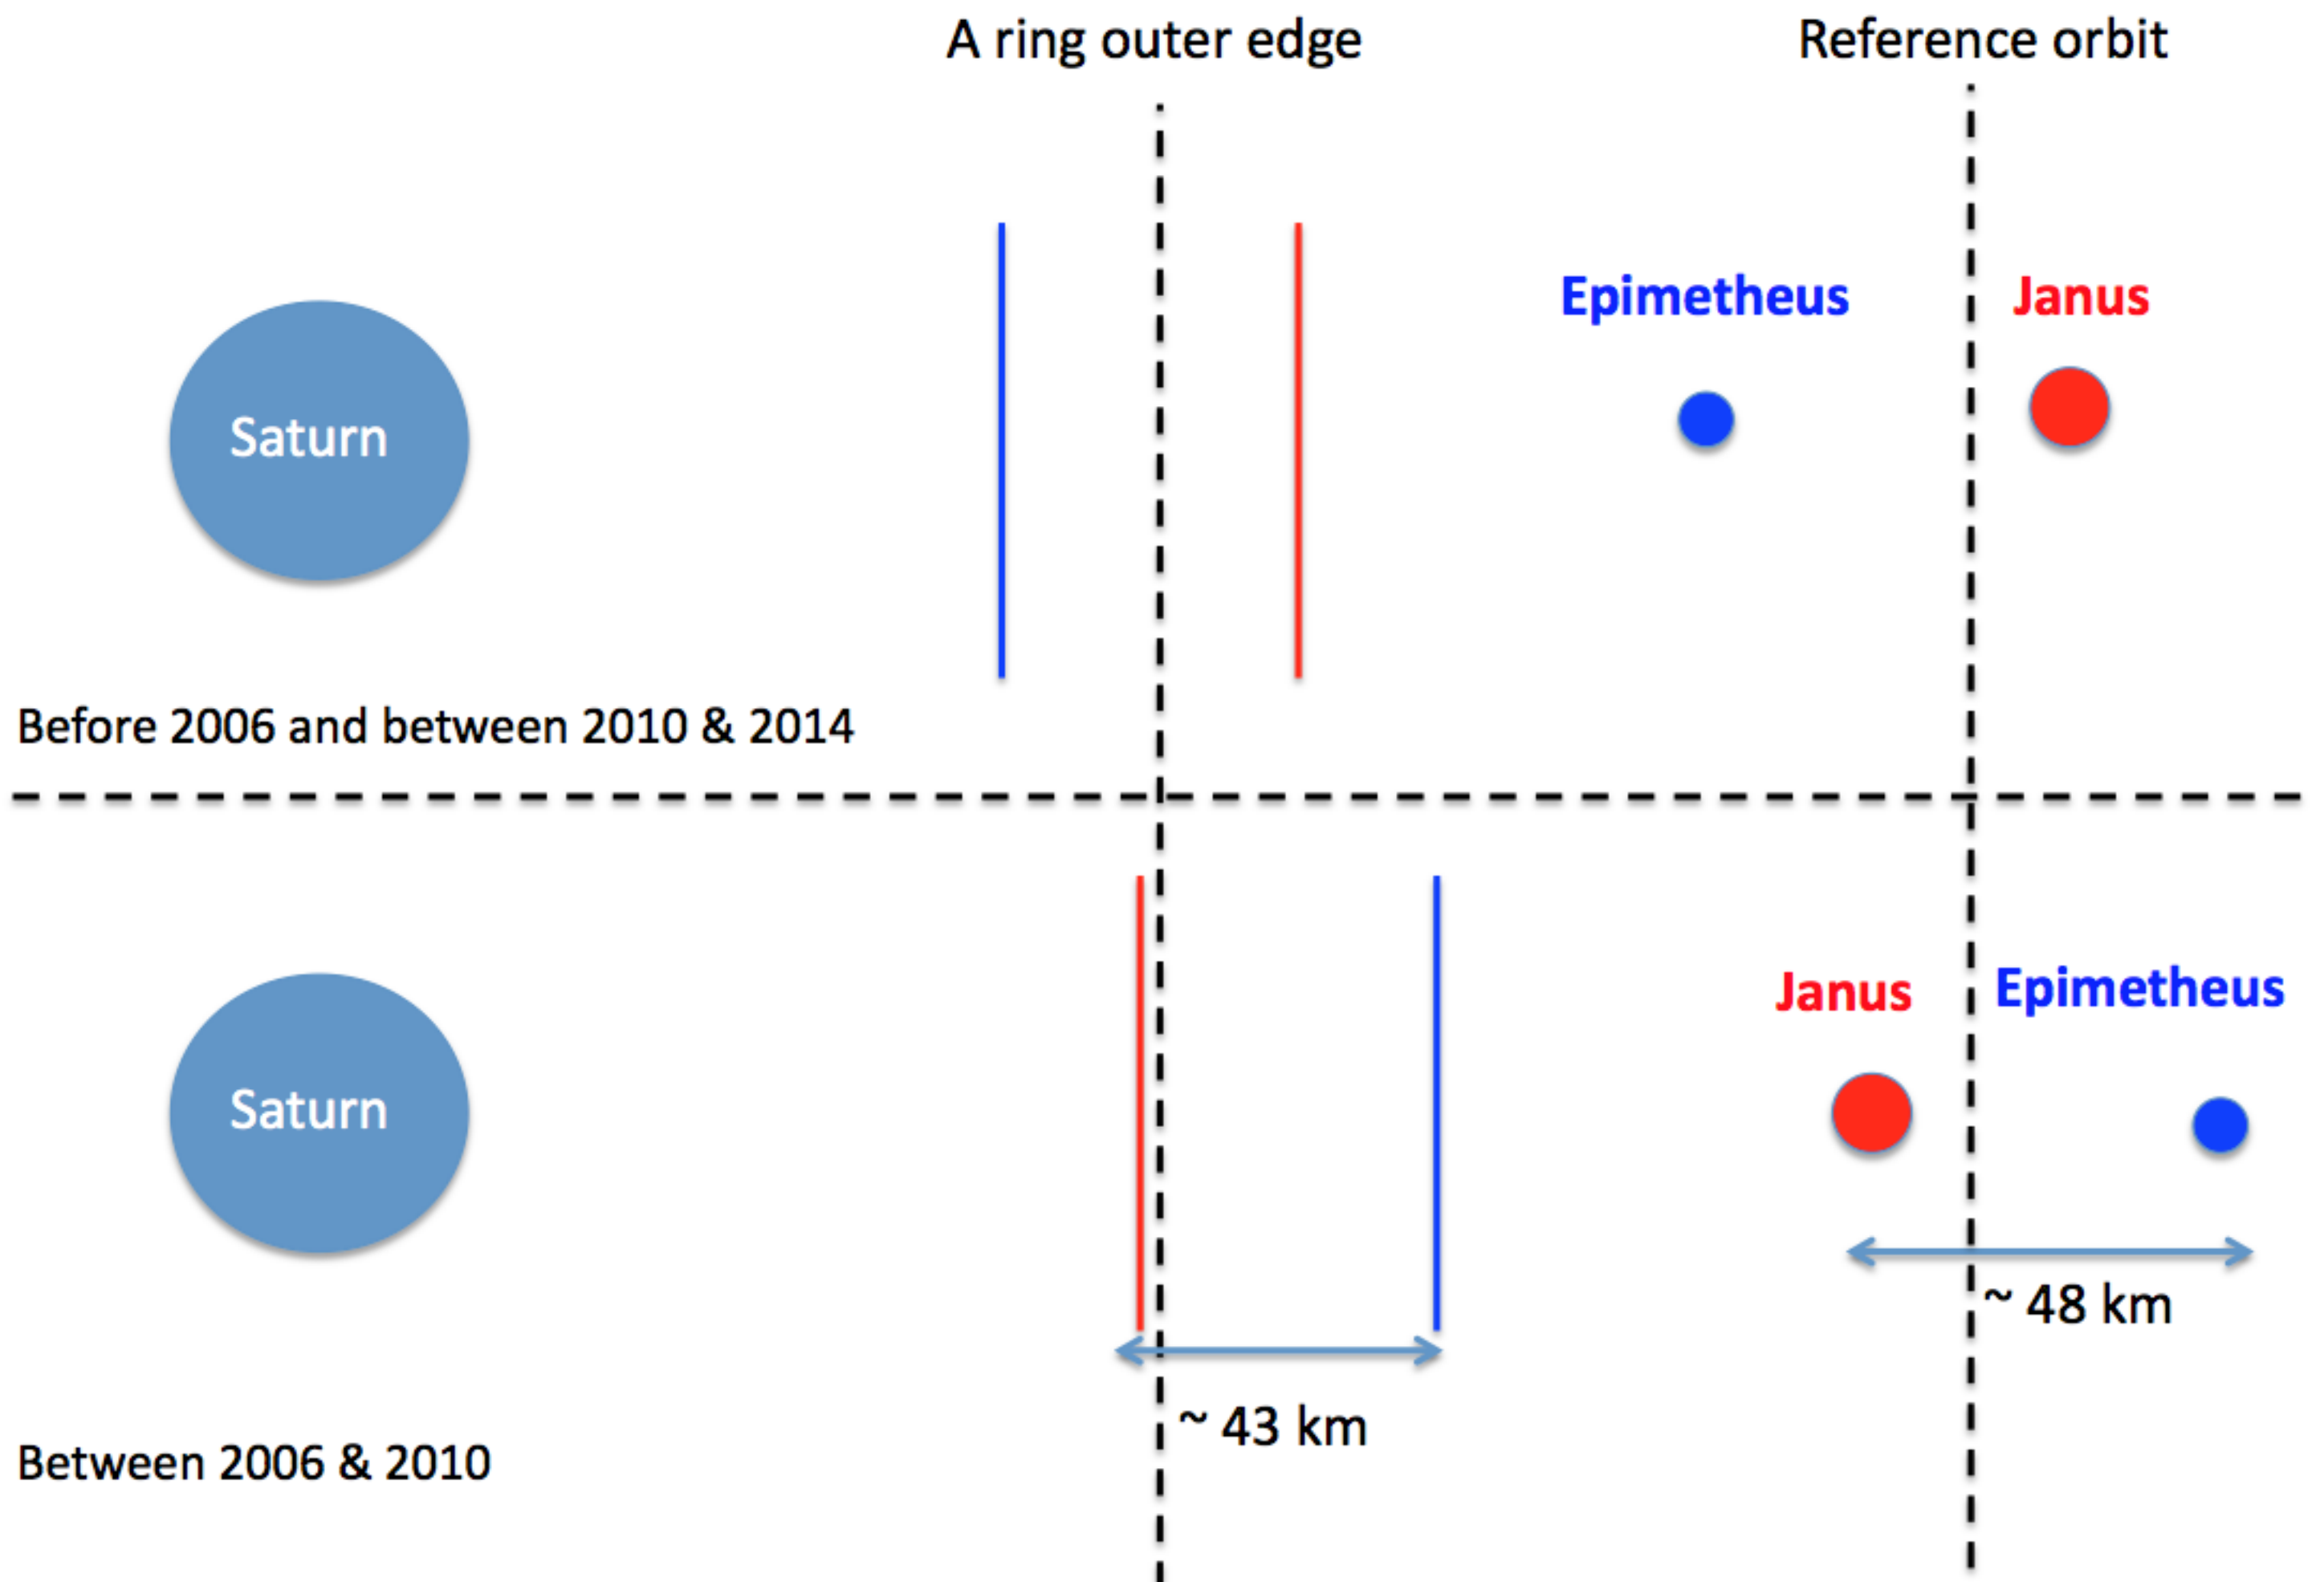 A ring outer edge
Reference orbit
Epimetheus
Janus
Saturn
Before 2006 and between 2010 & 2014
Janus
Epimetheus
Saturn
~ 48 km
~ 43 km
Between 2006 & 2010